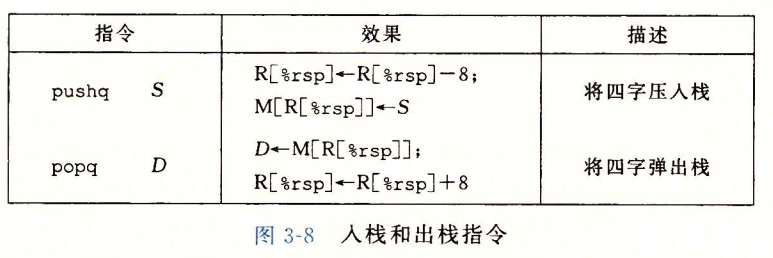 指令 效果 描述
pushq S R[%rsp]←R[%rsp]−8; 将四字压入栈
M[R[%rsp]]←S
popq D D←M[R[%rsp]]; 将四字弹出栈
R[%rsp]←R[%rsp]+8
图 3-8 入栈和出栈指令